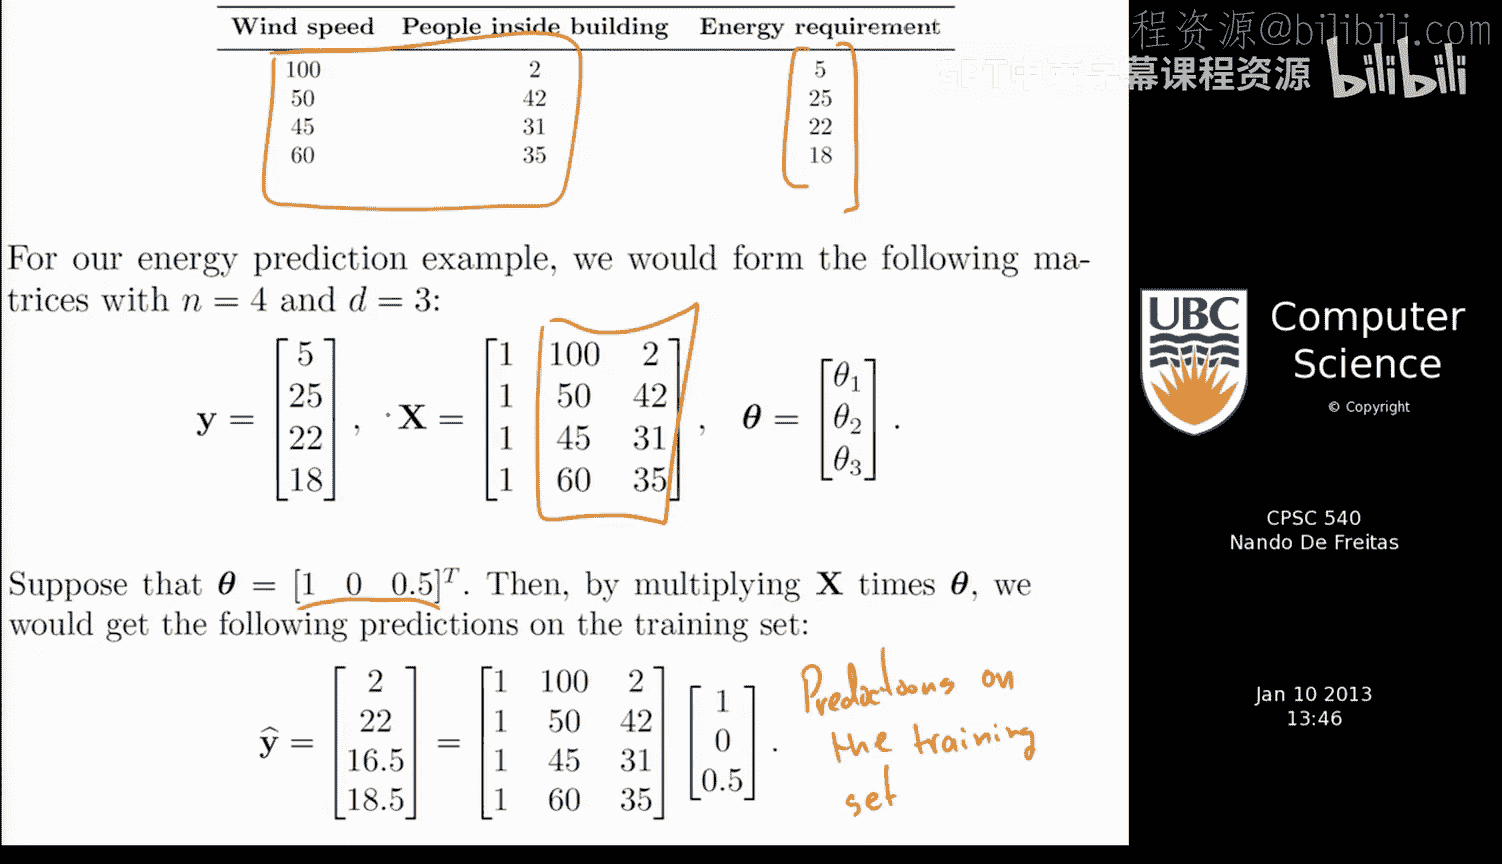 程资源@bilibili.com
幕课程资源 bilibili
Wind speed People inside building Energy requirement
100 2 5
50 42 25
45 31 22
60 35 18
For our energy prediction example, we would form the following ma-
trices with n = 4 and d = 3:
y = [5 25 22 18], X = [1 100 2 1 50 42 1 45 31 1 60 35], θ = [θ1 θ2 θ3].
Suppose that θ = [1 0 0.5]^T. Then, by multiplying X times θ, we
would get the following predictions on the training set:
ŷ = [2 22 16.5 18.5] = [1 100 2 1 50 42 1 45 31 1 60 35] [1 0 0.5].
Predictions on
the training
set
UBC
Computer
Science
© Copyright
CPSC 540
Nando De Freitas
Jan 10 2013
13:46